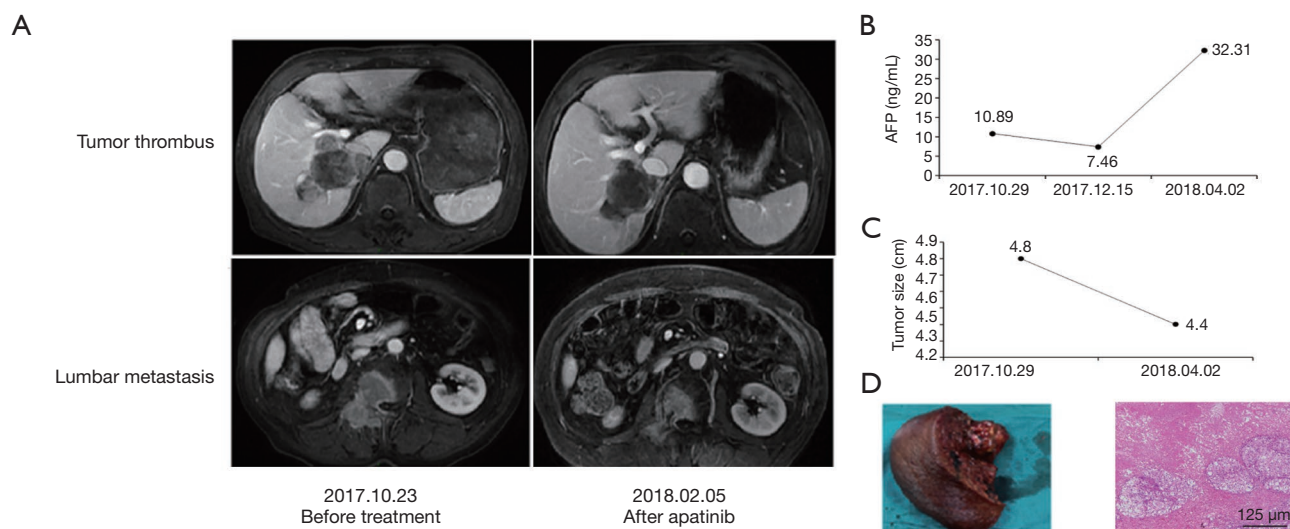 A
Tumor thrombus
Lumbar metastasis
2017.10.23
Before treatment
2018.02.05
After apatinib
B
AFP (ng/mL)
35
30
25
20
15
10
5
0
10.89
7.46
32.31
2017.10.29
2017.12.15
2018.04.02
C
Tumor size (cm)
4.9
4.8
4.7
4.6
4.5
4.4
4.3
4.2
4.8
4.4
2017.10.29
2018.04.02
D
125 μm